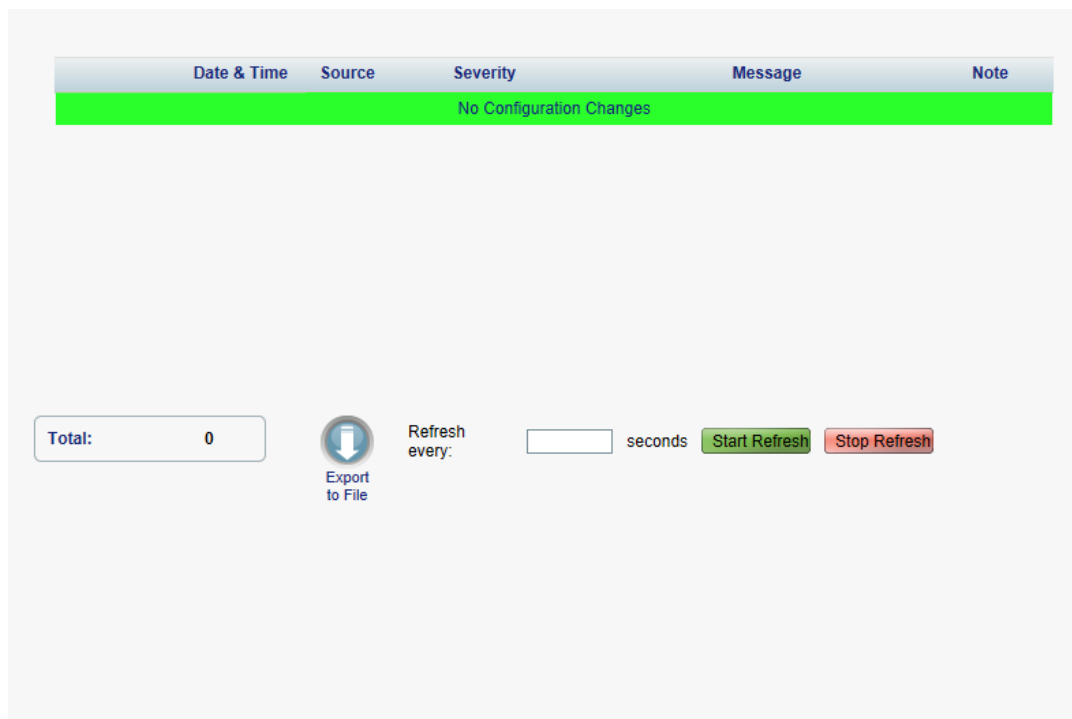 Date & Time Source Severity Message Note
No Configuration Changes
Total: 0
Refresh
every: seconds Start Refresh Stop Refresh
Export
to File